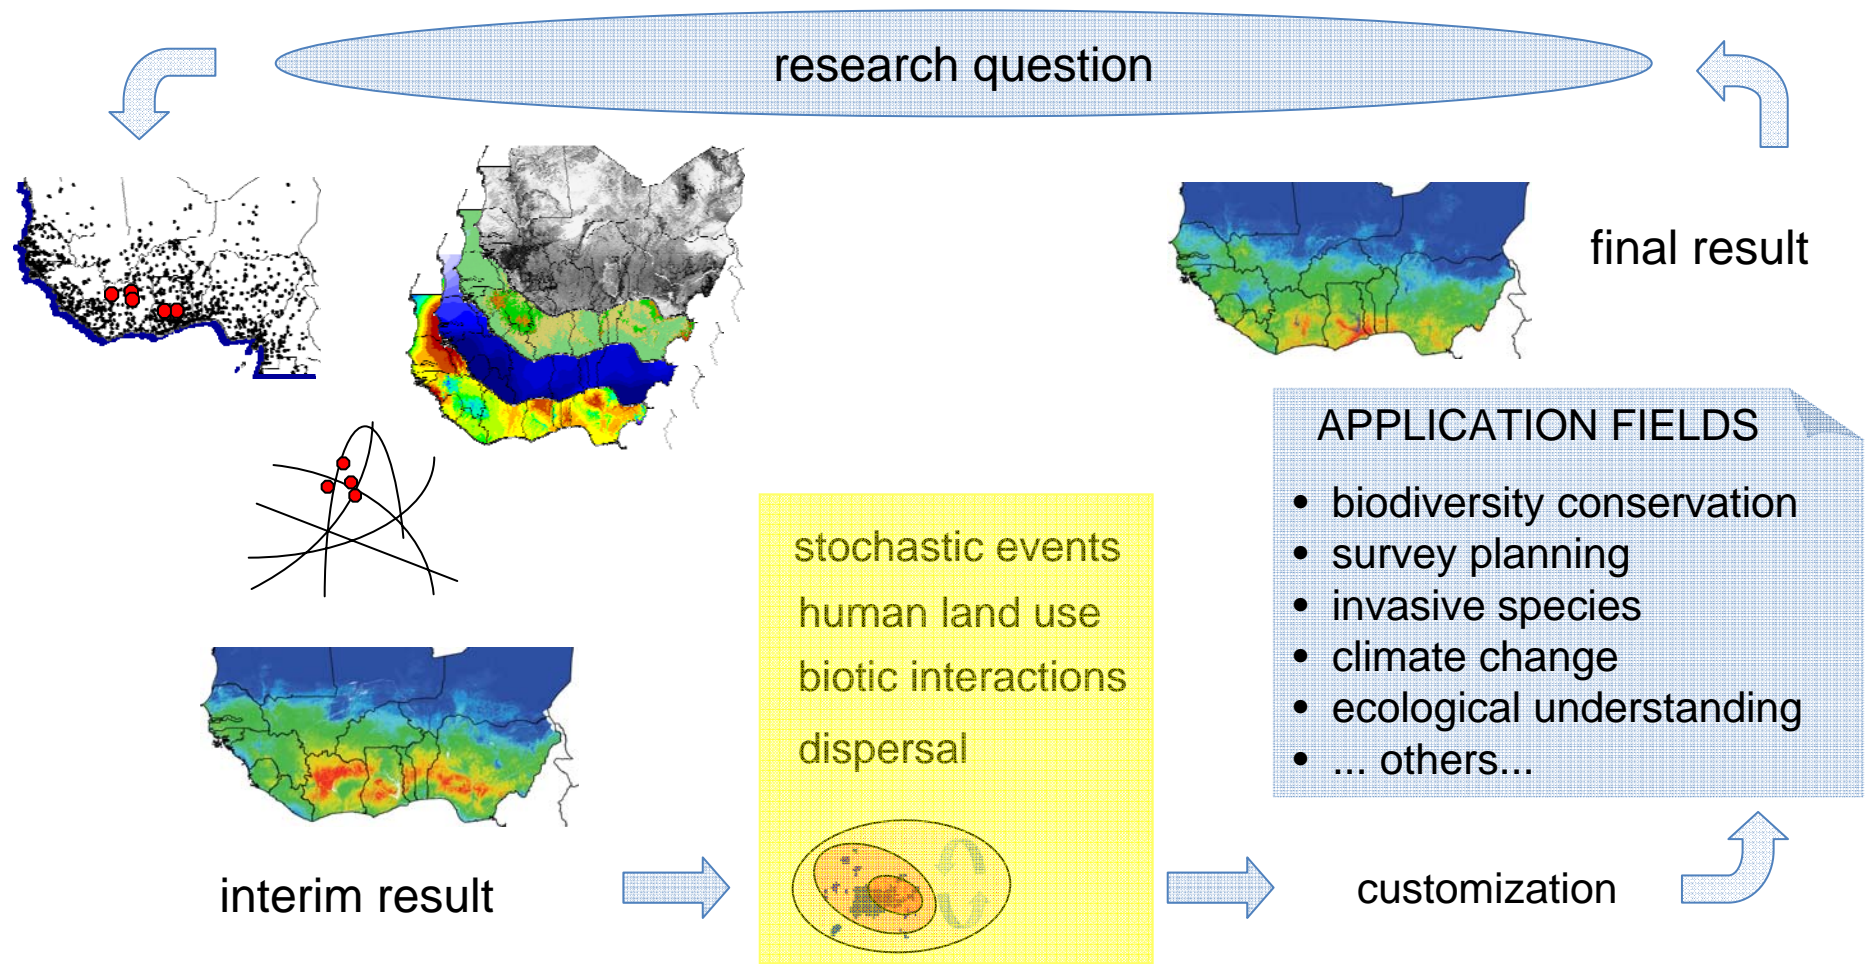 research question
final result
APPLICATION FIELDS
• biodiversity conservation
• survey planning
• invasive species
• climate change
• ecological understanding
• ... others...
stochastic events
human land use
biotic interactions
dispersal
interim result
customization